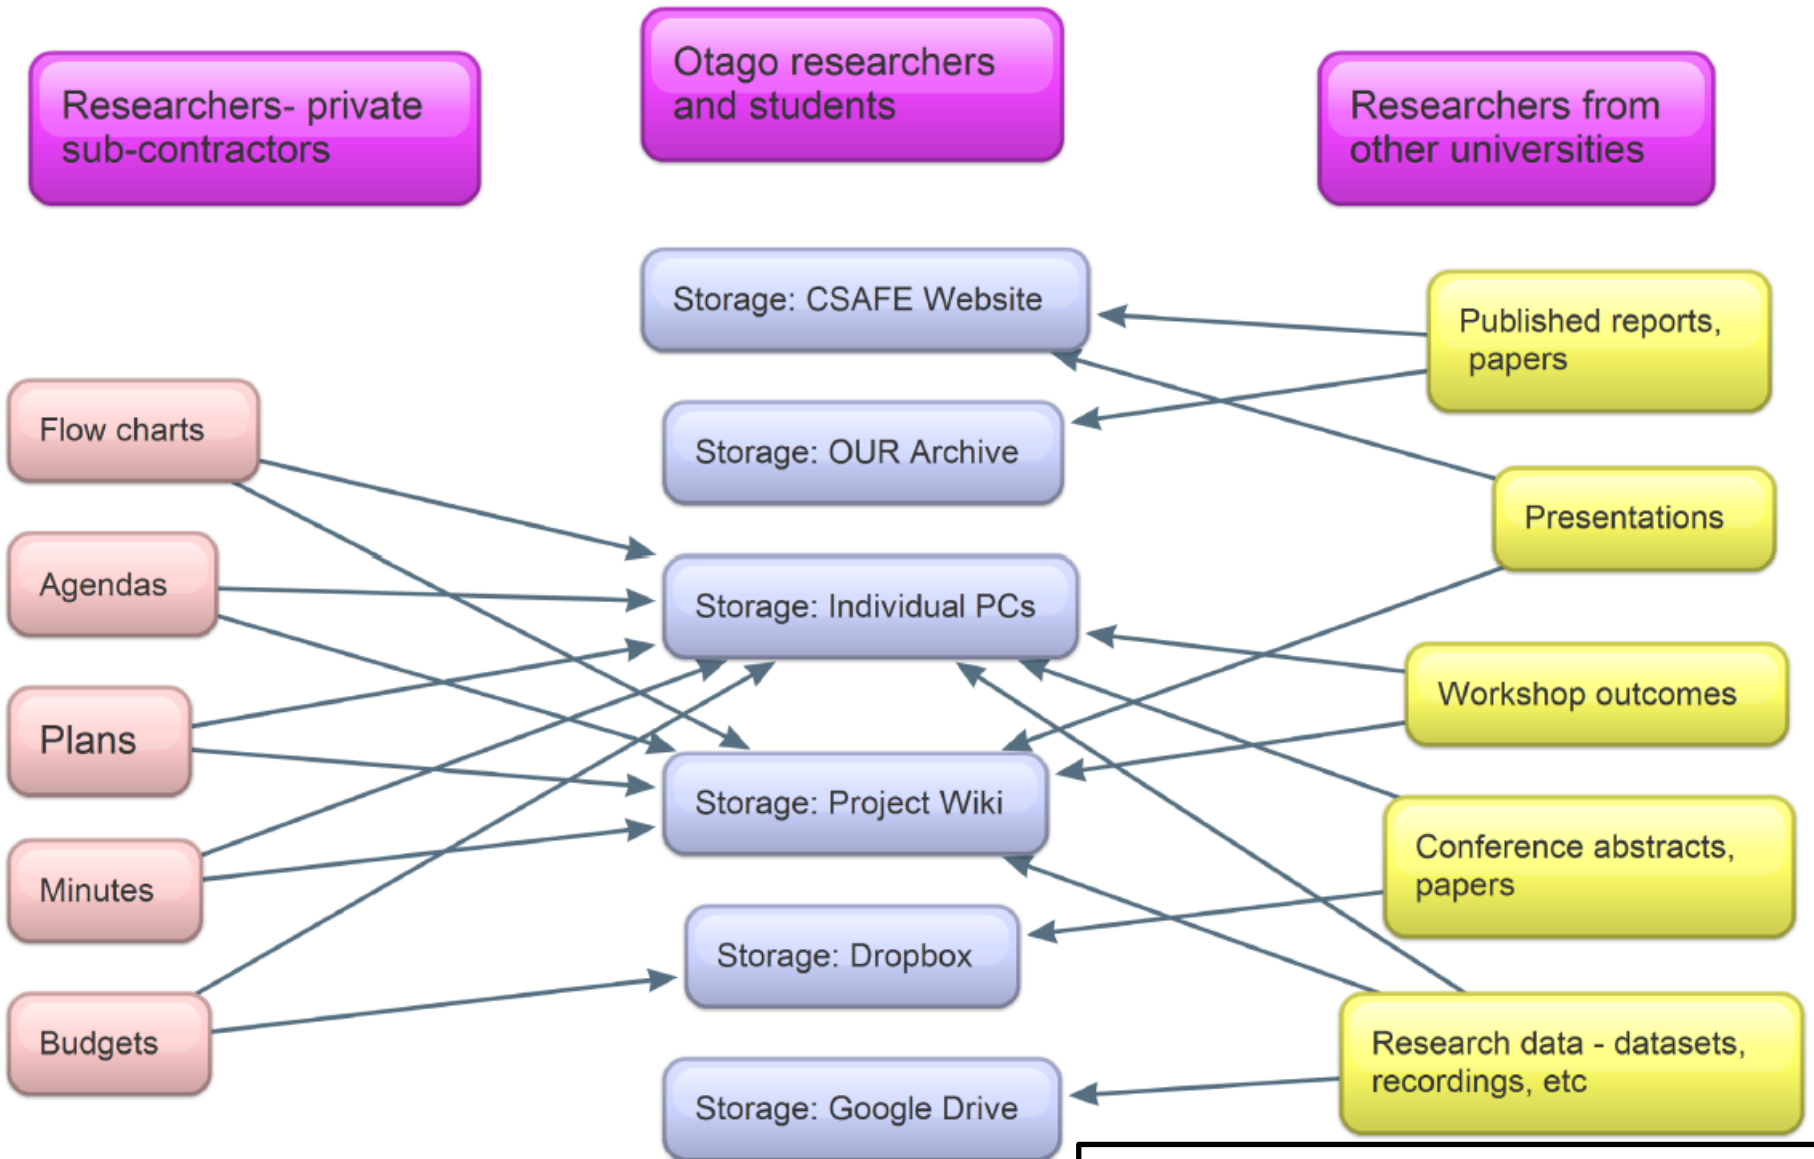 Researchers- private
sub-contractors
Otago researchers
and students
Researchers from
other universities
Flow charts
Agendas
Plans
Minutes
Budgets
Storage: CSAFE Website
Storage: OUR Archive
Storage: Individual PCs
Storage: Project Wiki
Storage: Dropbox
Storage: Google Drive
Published reports,
papers
Presentations
Workshop outcomes
Conference abstracts,
papers
Research data - datasets,
recordings, etc